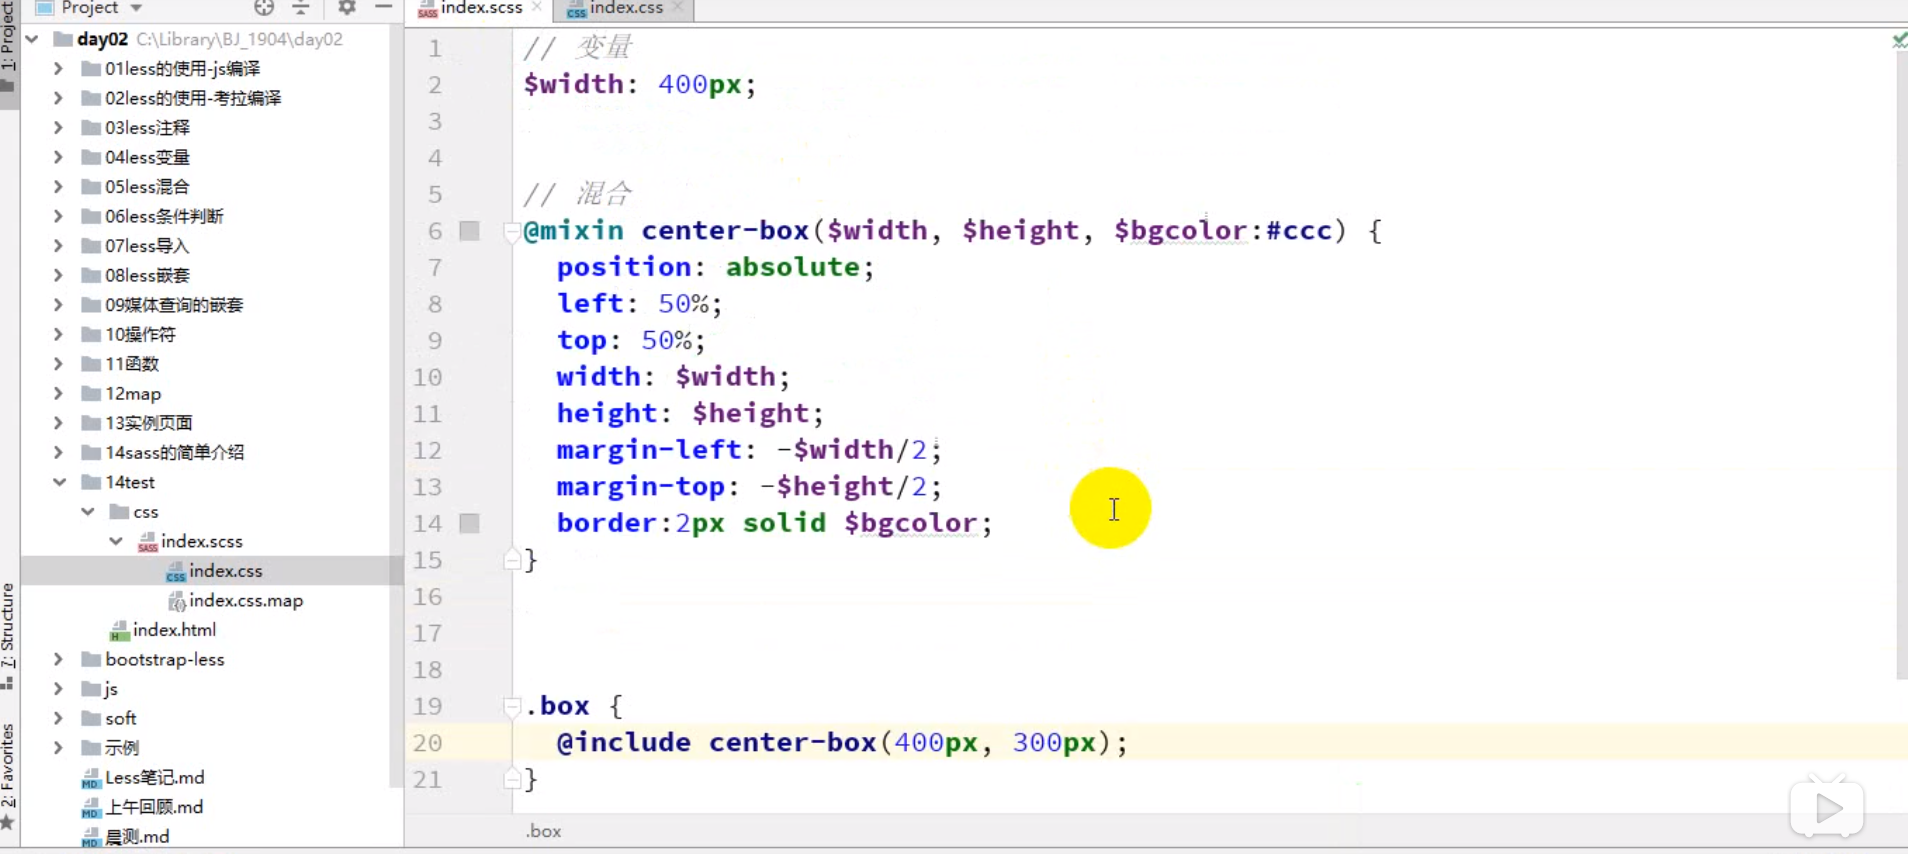 Project
index.scss
index.css
1: Project
day02 C:\Library\BJ_1904\day02
01less的使用-js编译
02less的使用-考拉编译
03less注释
04less变量
05less混合
06less条件判断
07less导入
08less嵌套
09媒体查询的嵌套
10操作符
11函数
12map
13实例页面
14sass的简单介绍
14test
css
index.scss
index.css
index.css.map
index.html
bootstrap-less
js
soft
示例
Less笔记.md
上午回顾.md
晨测.md
7: Structure
2: Favorites
1 // 变量
2 $width: 400px;
3
4
5 // 混合
6 @mixin center-box($width, $height, $bgcolor:#ccc) {
7 position: absolute;
8 left: 50%;
9 top: 50%;
10 width: $width;
11 height: $height;
12 margin-left: -$width/2;
13 margin-top: -$height/2;
14 border:2px solid $bgcolor;
15 }
16
17
18
19 .box {
20 @include center-box(400px, 300px);
21 }
.box